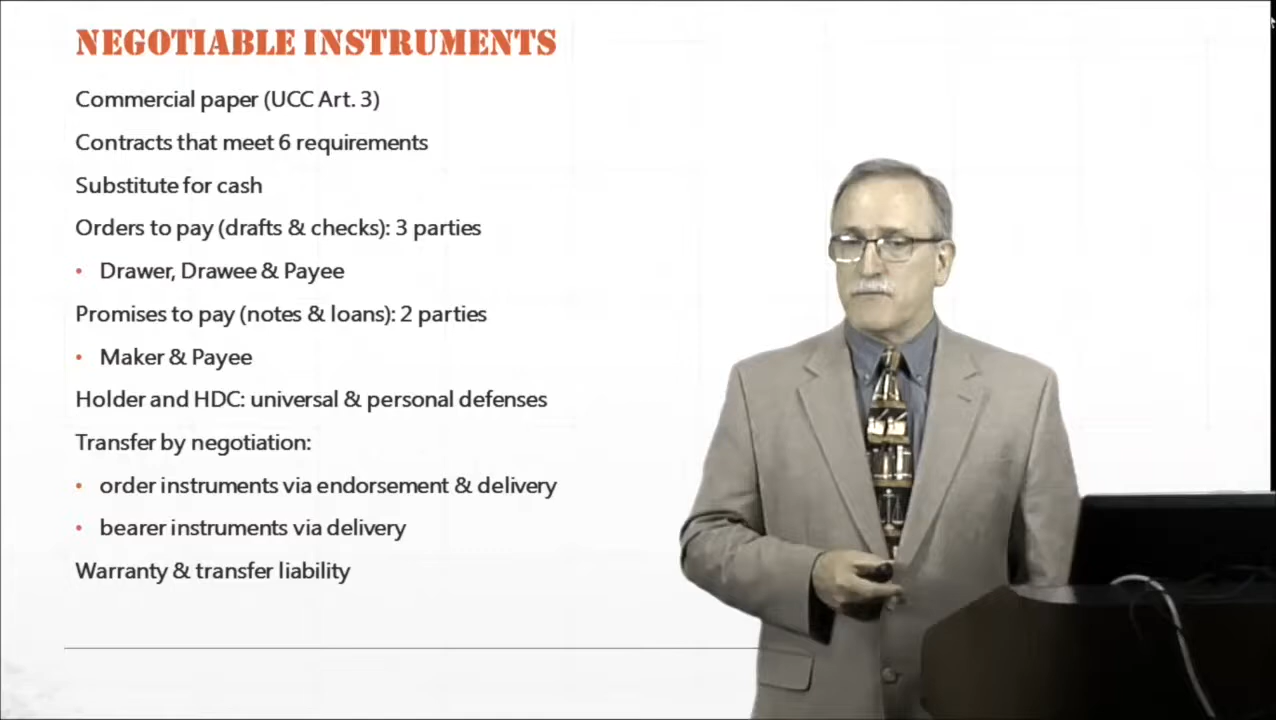 NEGOTIABLE INSTRUMENTS
Commercial paper (UCC Art. 3)
Contracts that meet 6 requirements
Substitute for cash
Orders to pay (drafts & checks): 3 parties
• Drawer, Drawee & Payee
Promises to pay (notes & loans): 2 parties
• Maker & Payee
Holder and HDC: universal & personal defenses
Transfer by negotiation:
• order instruments via endorsement & delivery
• bearer instruments via delivery
Warranty & transfer liability